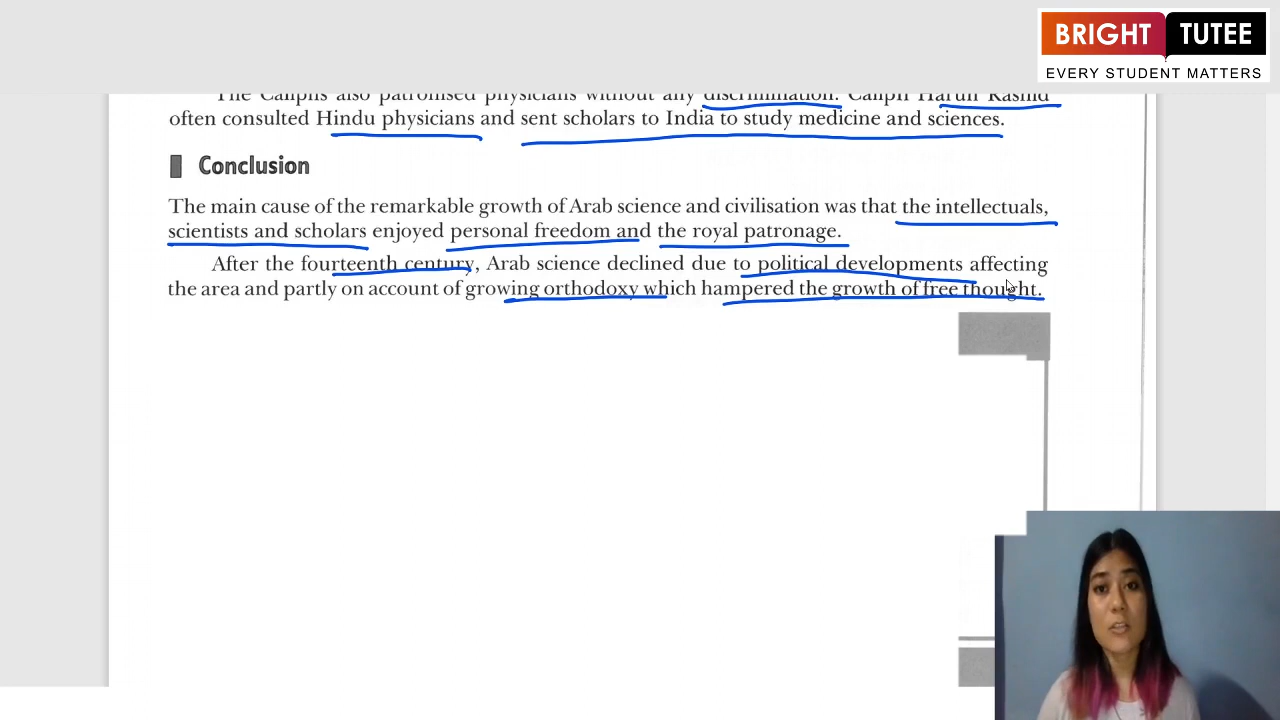 BRIGHT TUTEE
EVERY STUDENT MATTERS
The Caliphs also patronised physicians without any discrimination. Caliph Harun Rashid
often consulted Hindu physicians and sent scholars to India to study medicine and sciences.
Conclusion
The main cause of the remarkable growth of Arab science and civilisation was that the intellectuals,
scientists and scholars enjoyed personal freedom and the royal patronage.
After the fourteenth century, Arab science declined due to political developments affecting
the area and partly on account of growing orthodoxy which hampered the growth of free thought.